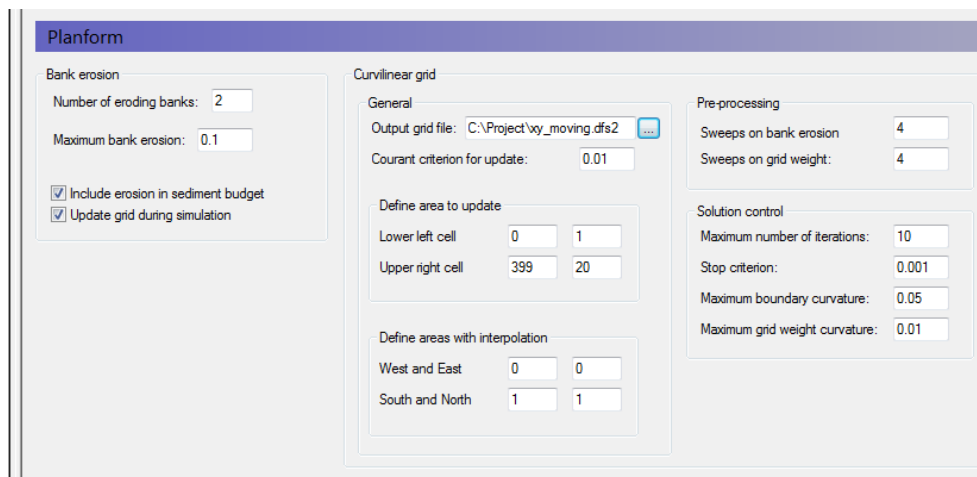 Planform
Bank erosion
Number of eroding banks: 2
Maximum bank erosion: 0.1
Include erosion in sediment budget
Update grid during simulation
Curvilinear grid
General
Output grid file: C:\Project\xy_moving.dfs2 ...
Courant criterion for update: 0.01
Define area to update
Lower left cell 0 1
Upper right cell 399 20
Define areas with interpolation
West and East 0 0
South and North 1 1
Pre-processing
Sweeps on bank erosion 4
Sweeps on grid weight: 4
Solution control
Maximum number of iterations: 10
Stop criterion: 0.001
Maximum boundary curvature: 0.05
Maximum grid weight curvature: 0.01